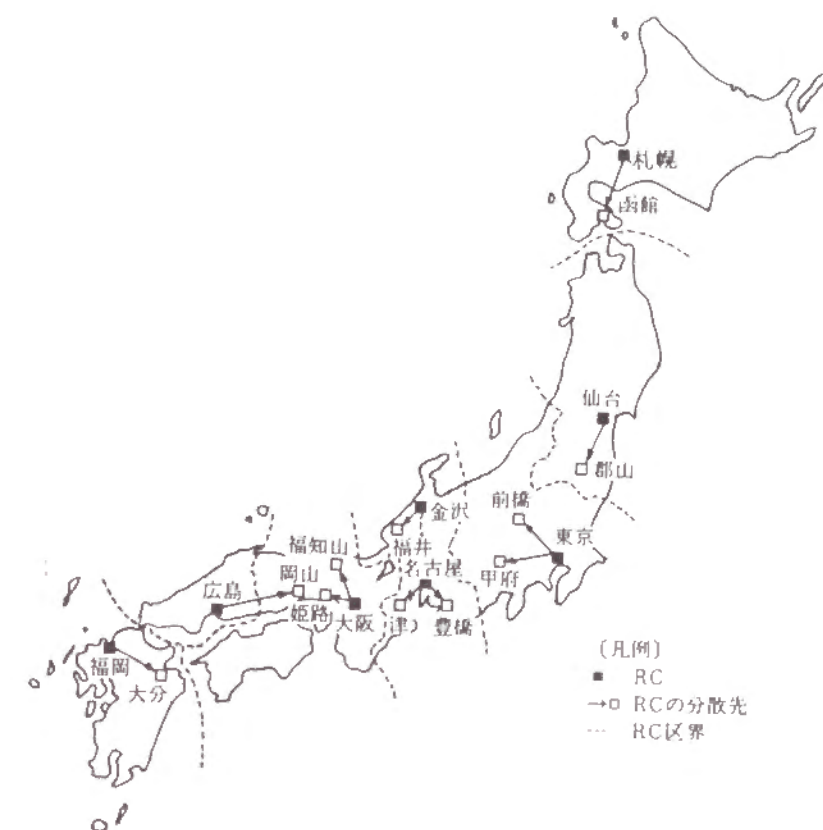 札幌
函館
仙台
郡山
前橋
金沢
東京
福井
福知山
名古屋
甲府
岡山
広島
姫路
大阪
津)
豊橋
福岡
大分
〔凡例〕
■ RC
→□ RCの分散先
--- RC区界